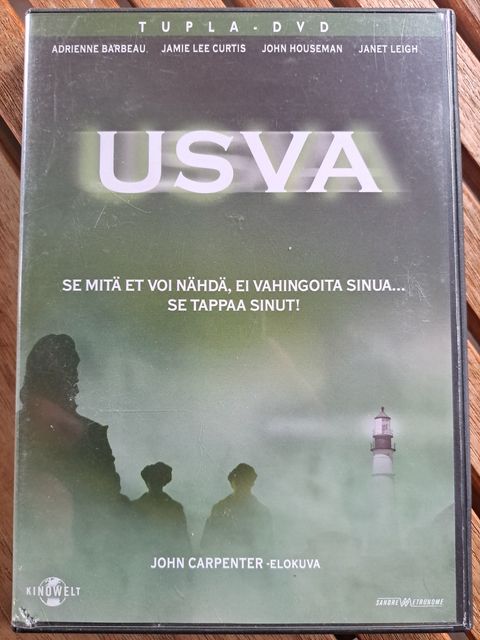 TUPLA-DVD
ADRIENNE BARBEAU JAMIE LEE CURTIS JOHN HOUSEMAN JANET LEIGH
USVA
SE MITÄ ET VOI NÄHDÄ, EI VAHINGOITA SINUA...
SE TAPPAA SINUT!
JOHN CARPENTER -ELOKUVA
KINOWELT
SANDREW METRONOME